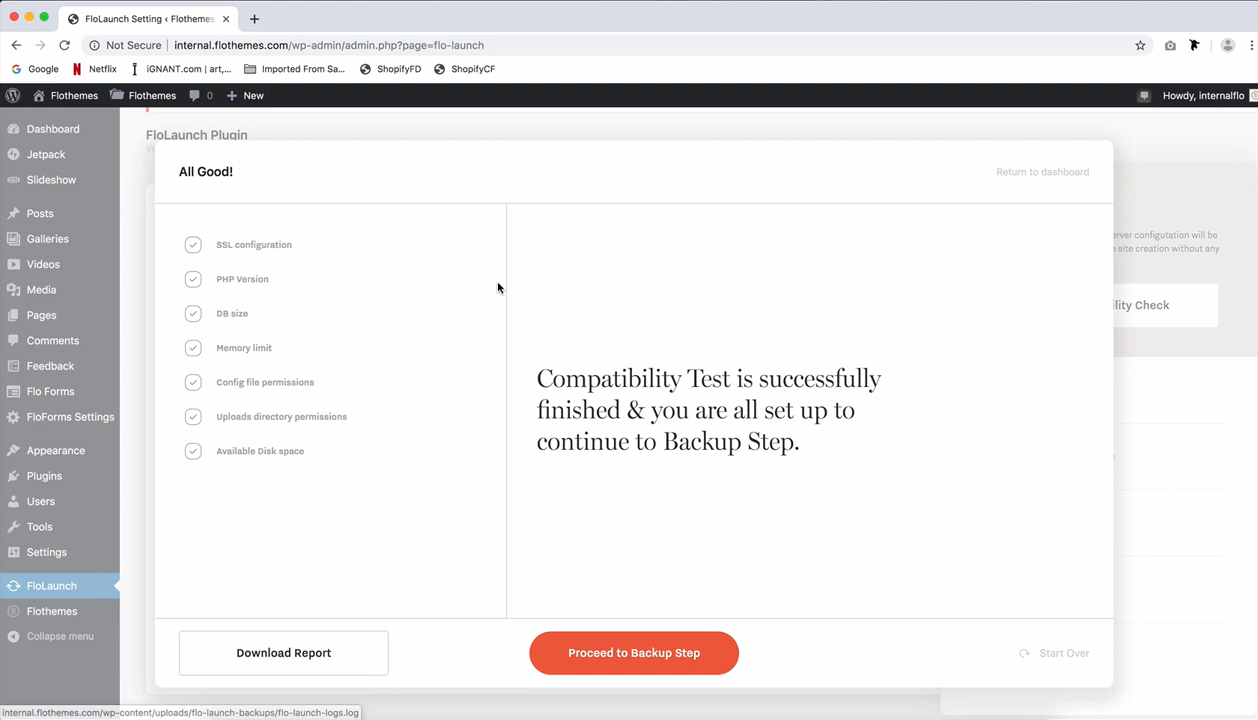 FloLaunch Setting ‹ Flothemes
Not Secure
internal.flothemes.com/wp-admin/admin.php?page=flo-launch
Google
Netflix
iGNANT.com | art,...
Imported From Sa...
ShopifyFD
ShopifyCF
Flothemes
Flothemes
0
New
Howdy, internalflo
Dashboard
Jetpack
Slideshow
Posts
Galleries
Videos
Media
Pages
Comments
Feedback
Flo Forms
FloForms Settings
Appearance
Plugins
Users
Tools
Settings
FloLaunch
Flothemes
Collapse menu
FloLaunch Plugin
All Good!
Return to dashboard
SSL configuration
PHP Version
DB size
Memory limit
Config file permissions
Uploads directory permissions
Available Disk space
Compatibility Test is successfully
finished & you are all set up to
continue to Backup Step.
erver configutation will be
e site creation without any
ility Check
Download Report
Proceed to Backup Step
Start Over
internal.flothemes.com/wp-content/uploads/flo-launch-backups/flo-launch-logs.log